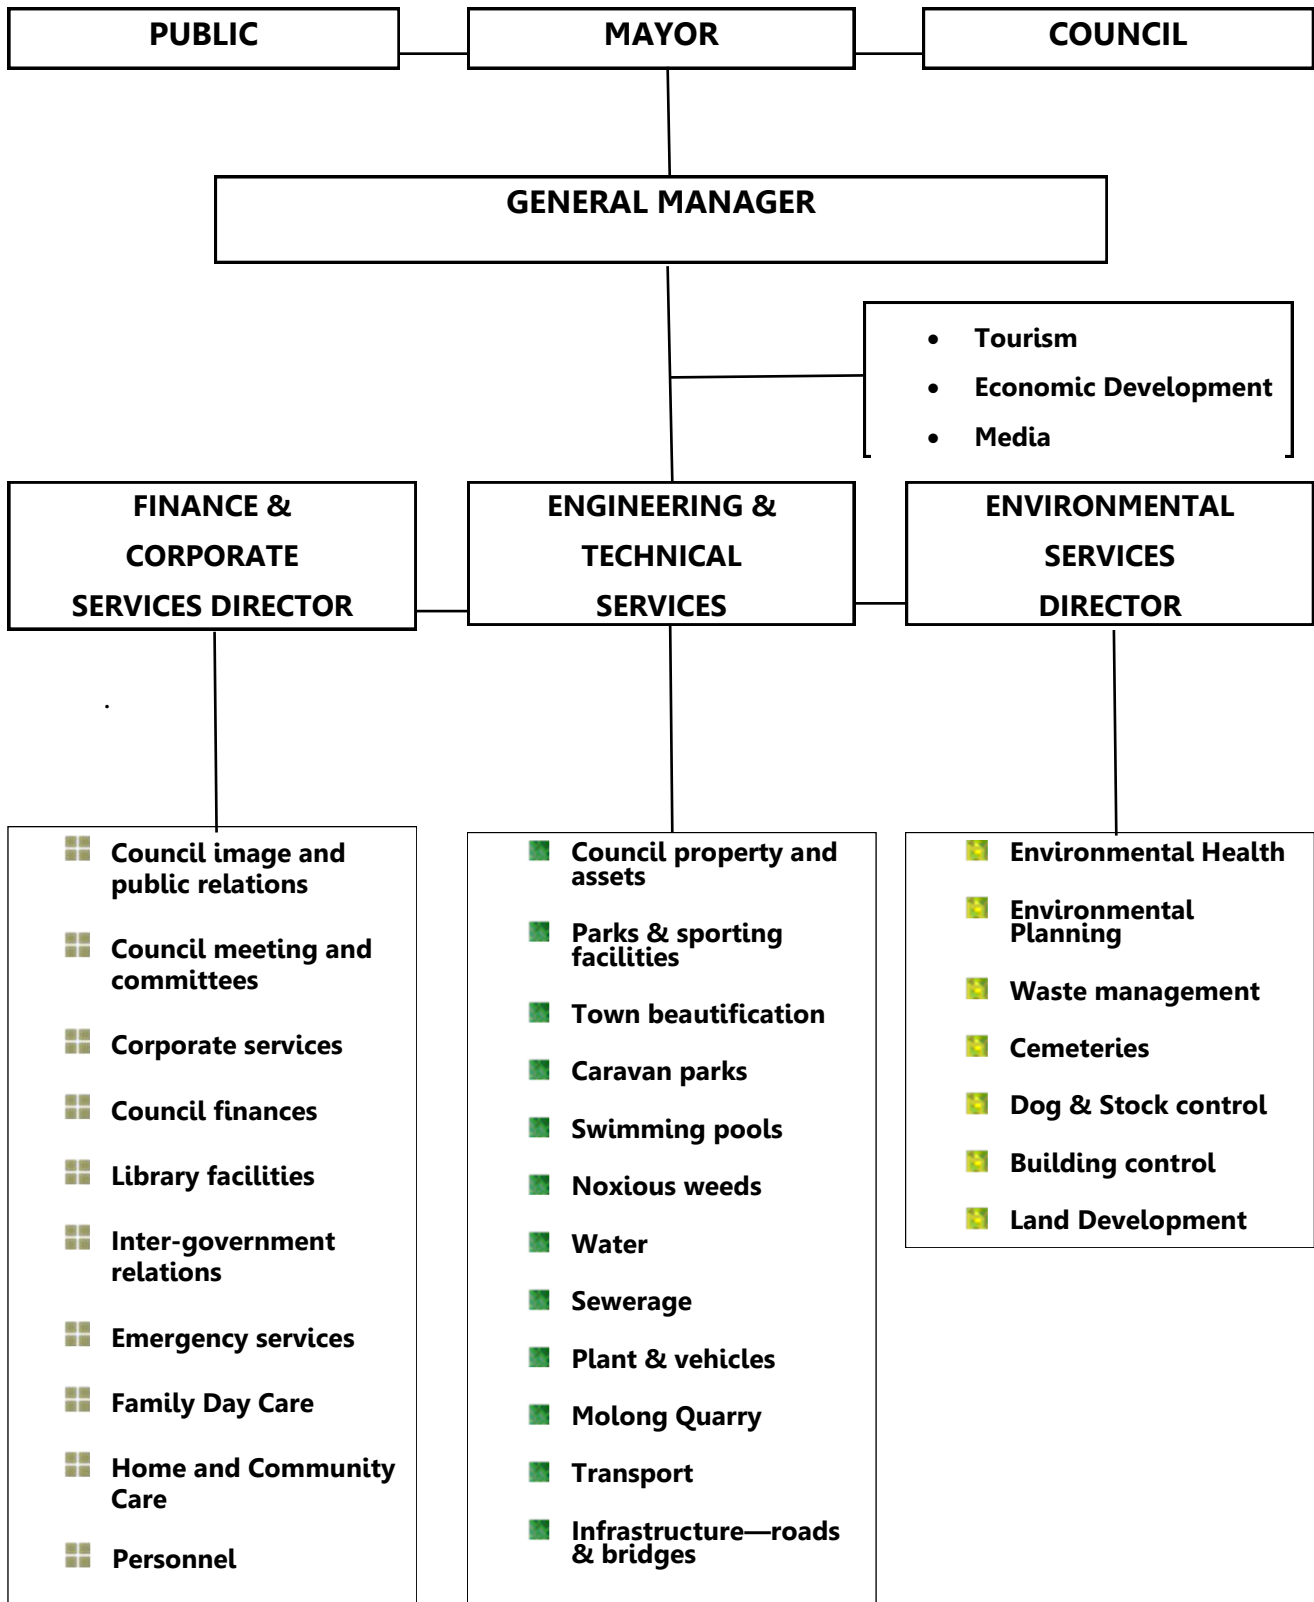 PUBLIC
MAYOR
COUNCIL
GENERAL MANAGER
• Tourism
• Economic Development
• Media
FINANCE &
CORPORATE
SERVICES DIRECTOR
ENGINEERING &
TECHNICAL
SERVICES
ENVIRONMENTAL
SERVICES
DIRECTOR
.
Council image and
public relations
Council meeting and
committees
Corporate services
Council finances
Library facilities
Inter-government
relations
Emergency services
Family Day Care
Home and Community
Care
Personnel
Council property and
assets
Parks & sporting
facilities
Town beautification
Caravan parks
Swimming pools
Noxious weeds
Water
Sewerage
Plant & vehicles
Molong Quarry
Transport
Infrastructure—roads
& bridges
Environmental Health
Environmental
Planning
Waste management
Cemeteries
Dog & Stock control
Building control
Land Development